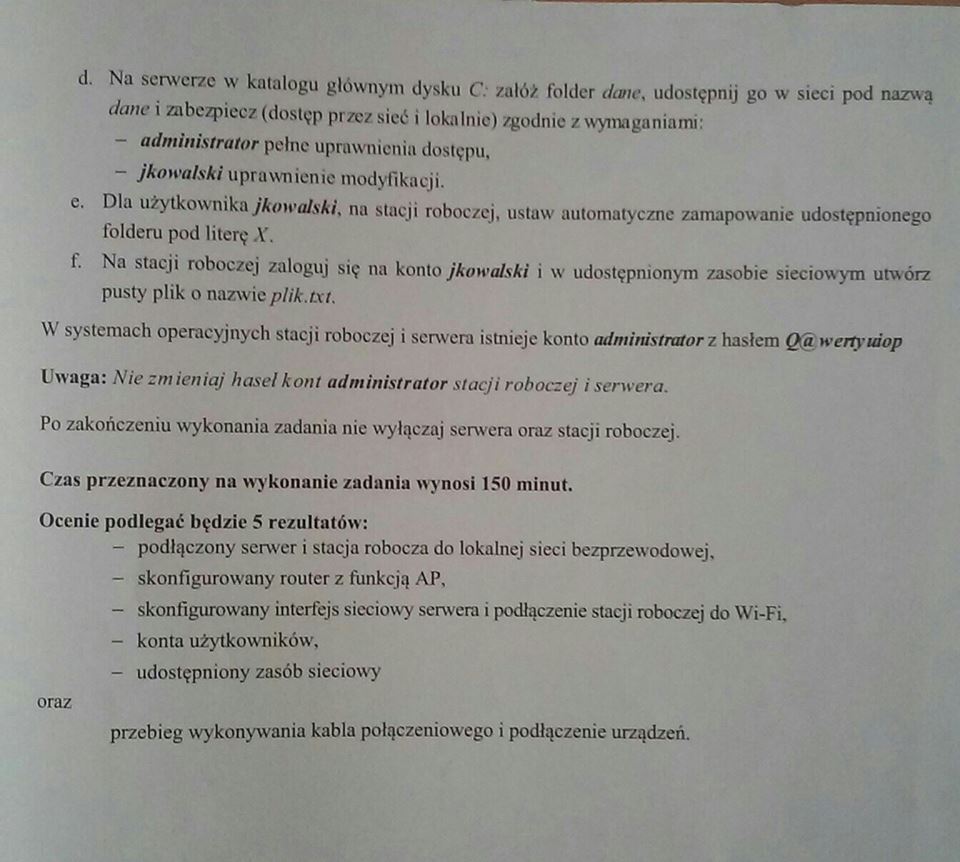 d. Na serwerze w katalogu głównym dysku C: załóż folder dane, udostępnij go w sieci pod nazwą
dane i zabezpiecz (dostęp przez sieć i lokalnie) zgodnie z wymaganiami:
– administrator pełne uprawnienia dostępu,
– jkowalski uprawnienie modyfikacji.
e. Dla użytkownika jkowalski, na stacji roboczej, ustaw automatyczne zamapowanie udostępnionego
folderu pod literę X.
f. Na stacji roboczej zaloguj się na konto jkowalski i w udostępnionym zasobie sieciowym utwórz
pusty plik o nazwie plik.txt.
W systemach operacyjnych stacji roboczej i serwera istnieje konto administrator z hasłem Q@wertyuiop
Uwaga: Nie zmieniaj haseł kont administrator stacji roboczej i serwera.
Po zakończeniu wykonania zadania nie wyłączaj serwera oraz stacji roboczej.
Czas przeznaczony na wykonanie zadania wynosi 150 minut.
Ocenie podlegać będzie 5 rezultatów:
– podłączony serwer i stacja robocza do lokalnej sieci bezprzewodowej,
– skonfigurowany router z funkcją AP,
– skonfigurowany interfejs sieciowy serwera i podłączenie stacji roboczej do Wi-Fi,
– konta użytkowników,
– udostępniony zasób sieciowy
oraz
przebieg wykonywania kabla połączeniowego i podłączenie urządzeń.